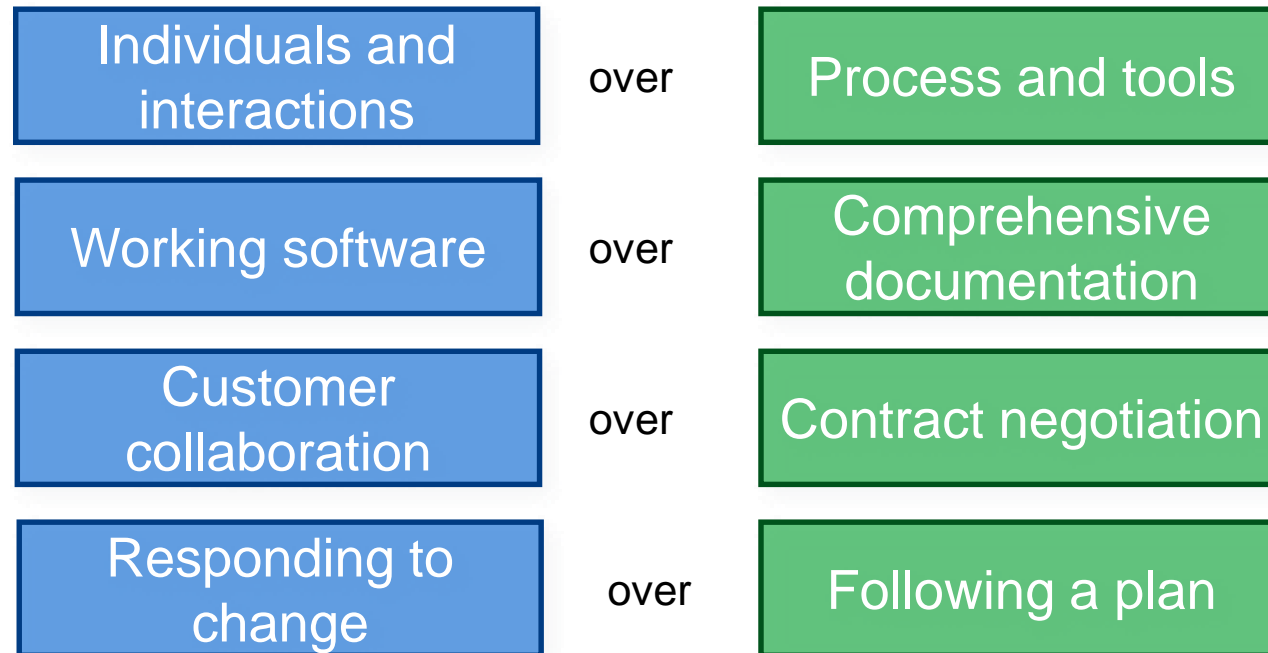 Individuals and
interactions
over
Process and tools
Working software
over
Comprehensive
documentation
Customer
collaboration
over
Contract negotiation
Responding to
change
over
Following a plan